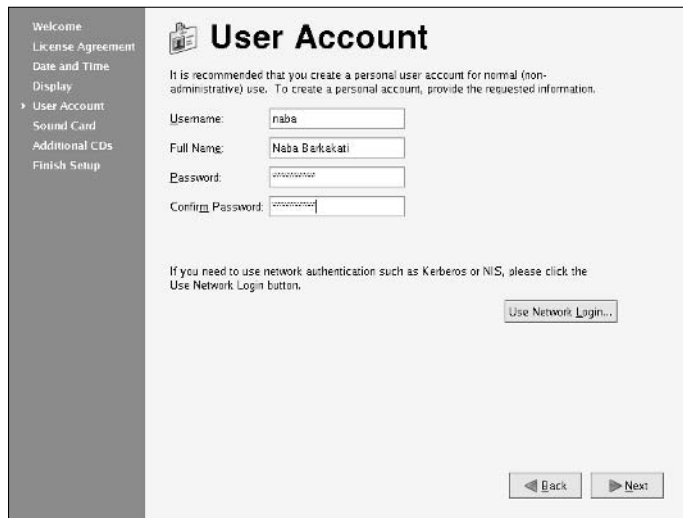 Welcome
License Agreement
Date and Time
Display
User Account
Sound Card
Additional CDs
Finish Setup
User Account
It is recommended that you create a personal user account for normal (non-
administrative) use. To create a personal account, provide the requested information.
Username: naba
Full Name: Naba Barkakati
Password: ************
Confirm Password: ************
If you need to use network authentication such as Kerberos or NIS, please click the
Use Network Login button.
Use Network Login...
Back Next